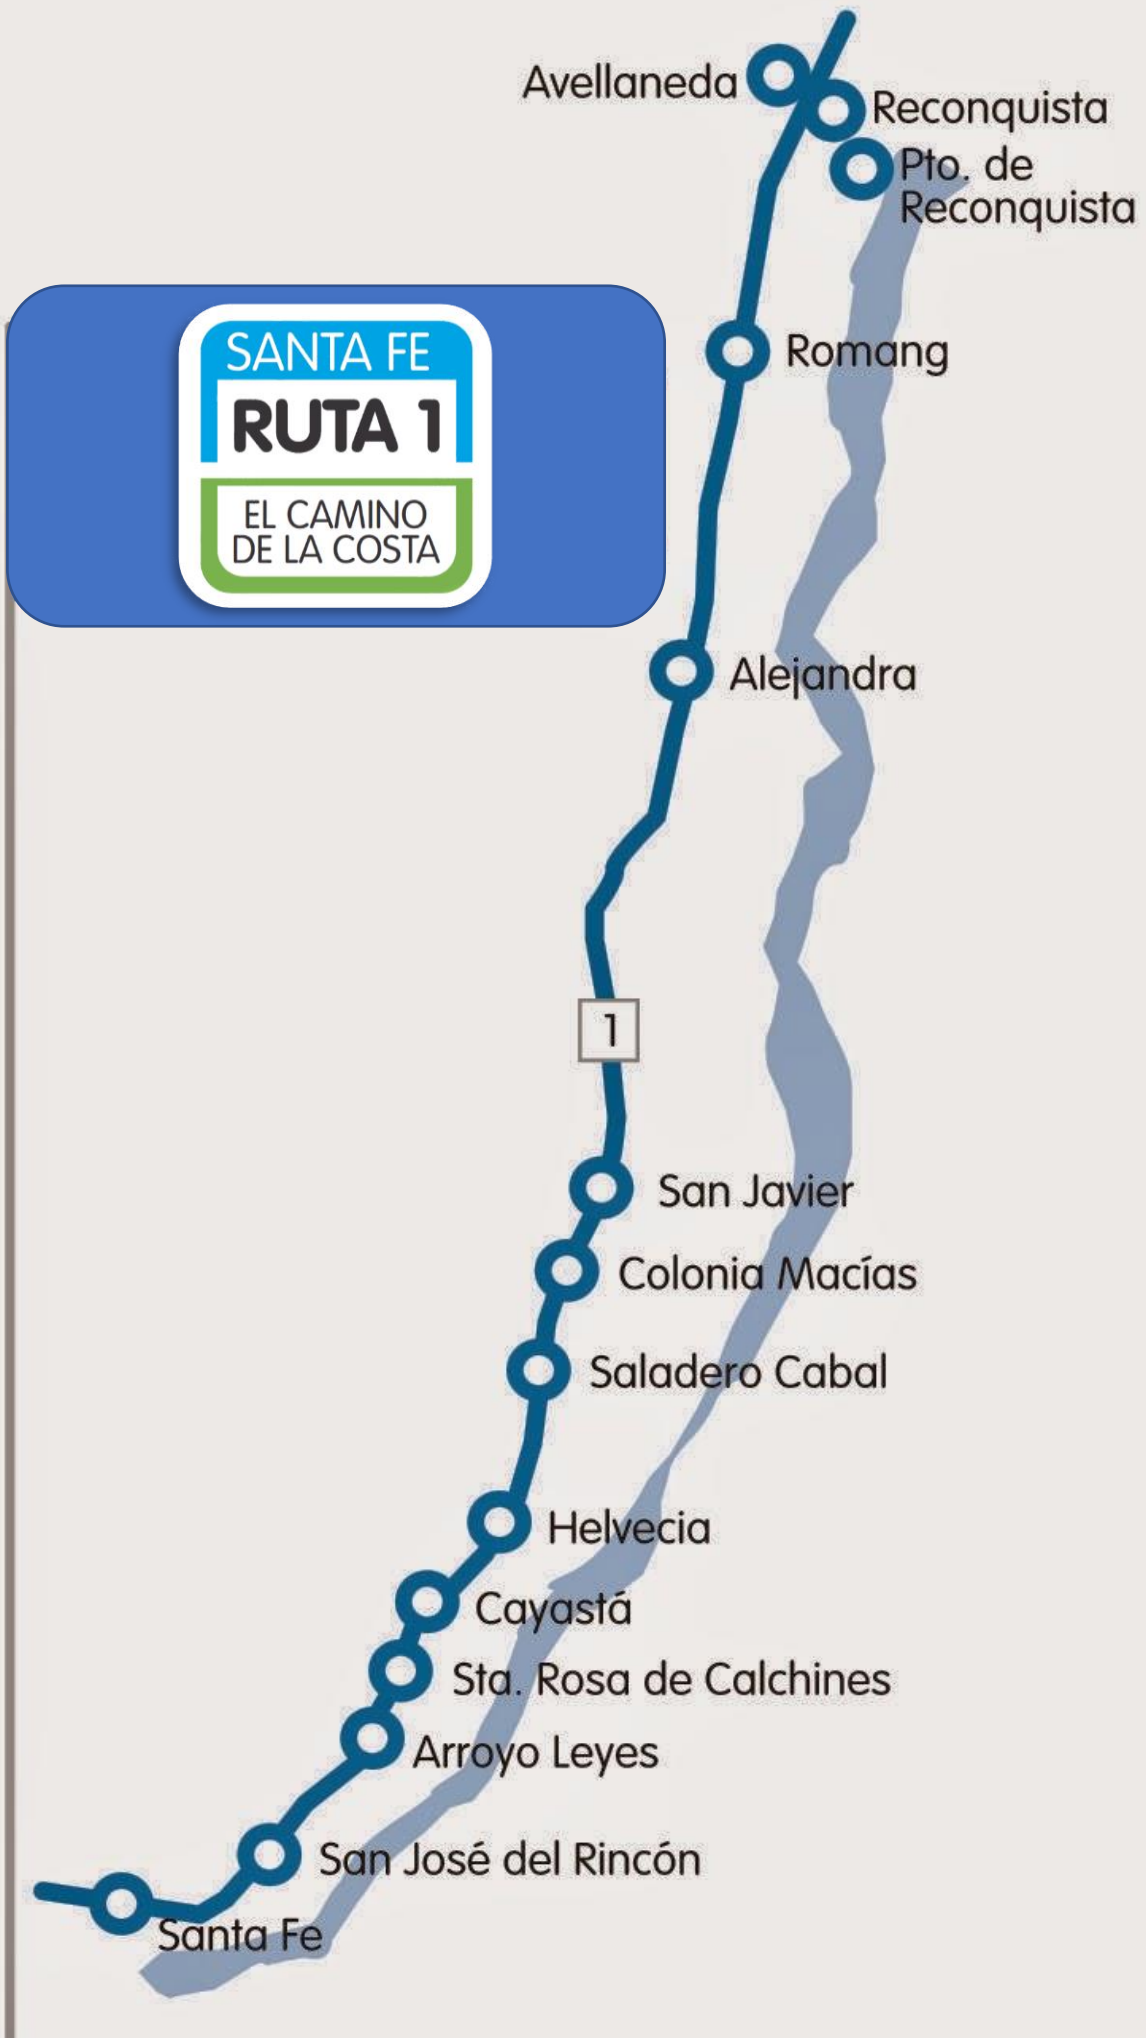 Avellaneda
Reconquista
Pto. de
Reconquista
SANTA FE
RUTA 1
EL CAMINO
DE LA COSTA
Romang
Alejandra
1
San Javier
Colonia Macías
Saladero Cabal
Helvecia
Cayastá
Sta. Rosa de Calchines
Arroyo Leyes
San José del Rincón
Santa Fe